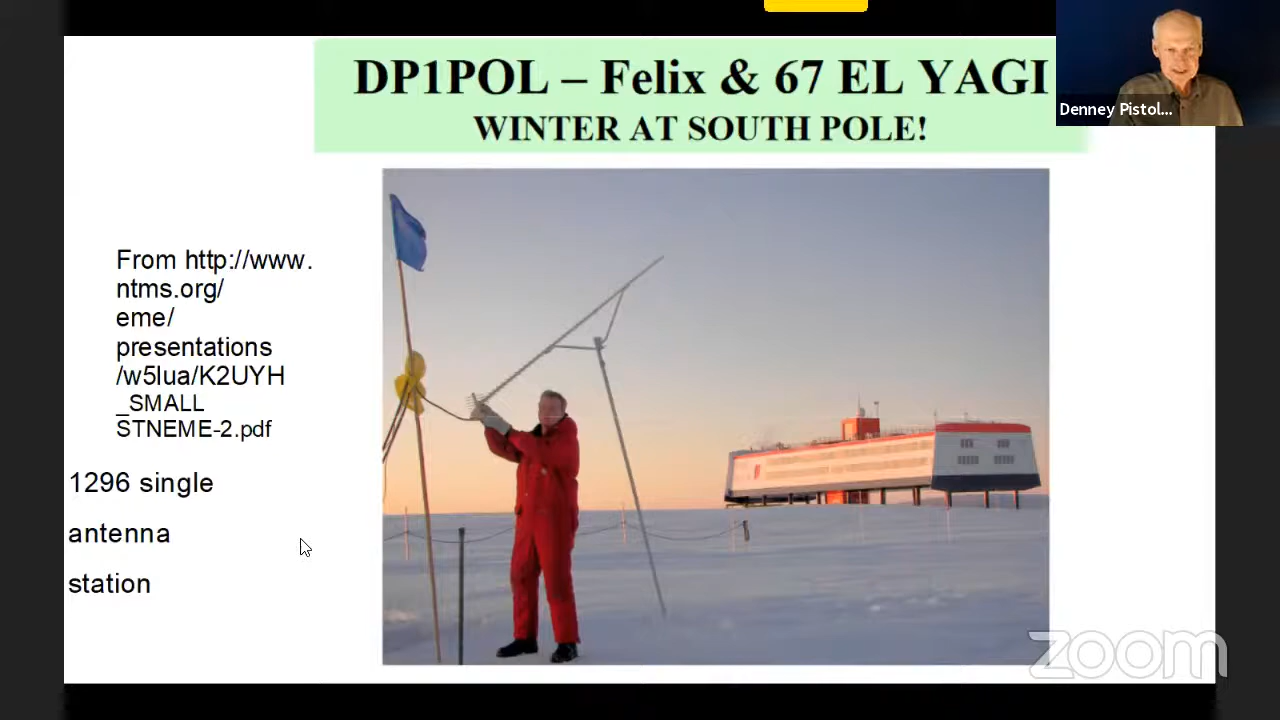 DP1POL – Felix & 67 EL YAGI
WINTER AT SOUTH POLE!
Denney Pistol...
From http://www.
ntms.org/
eme/
presentations
/w5lua/K2UYH
_SMALL
STNEME-2.pdf
1296 single
antenna
station
zoom